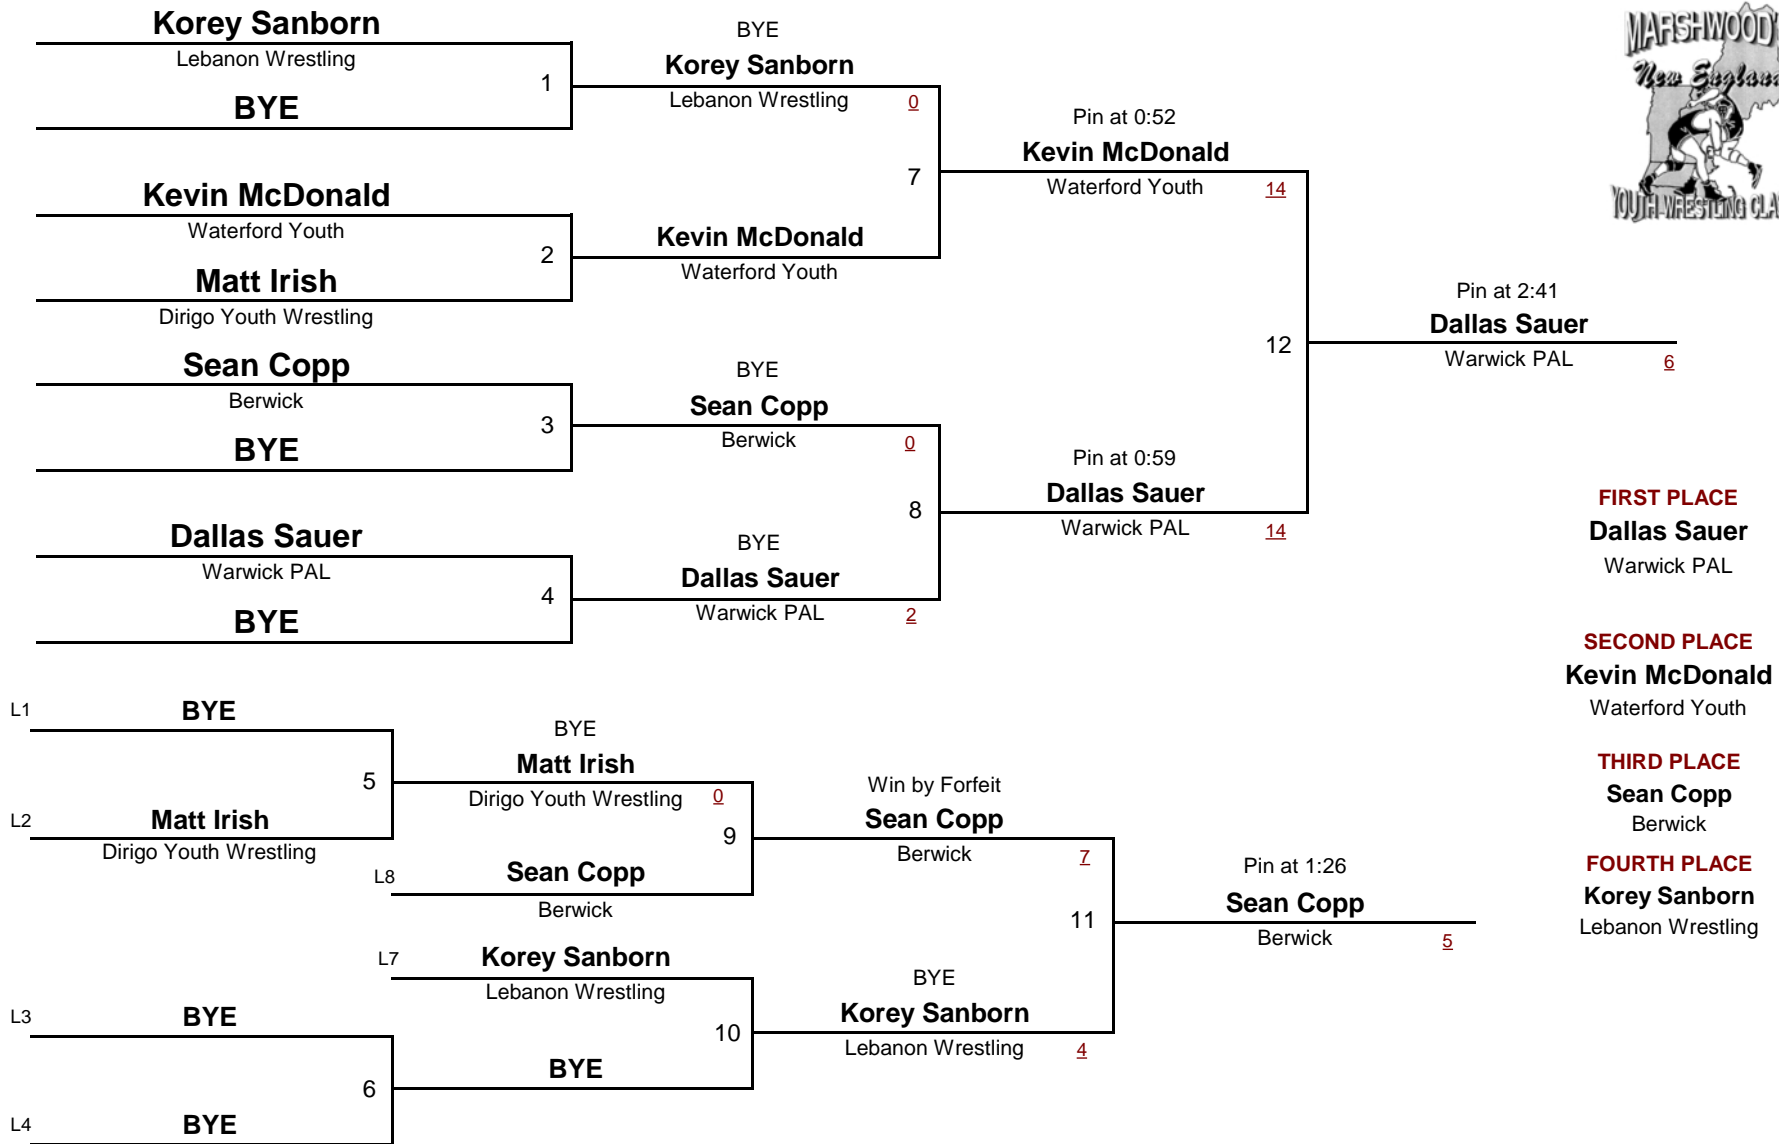 Korey Sanborn
Lebanon Wrestling
1
BYE
Kevin McDonald
Waterford Youth
2
Matt Irish
Dirigo Youth Wrestling
Sean Copp
Berwick
3
BYE
Dallas Sauer
Warwick PAL
4
BYE
BYE
Korey Sanborn
Lebanon Wrestling 0
7
Kevin McDonald
Waterford Youth
BYE
Sean Copp
Berwick 0
8
BYE
Dallas Sauer
Warwick PAL 2
Pin at 0:52
Kevin McDonald
Waterford Youth 14
12
Pin at 0:59
Dallas Sauer
Warwick PAL 14
Pin at 2:41
Dallas Sauer
Warwick PAL 6
MARSHWOOD'
New England
YOUTH WRESTLING CLA
FIRST PLACE
Dallas Sauer
Warwick PAL
SECOND PLACE
Kevin McDonald
Waterford Youth
THIRD PLACE
Sean Copp
Berwick
FOURTH PLACE
Korey Sanborn
Lebanon Wrestling
L1 BYE
5
L2 Matt Irish
Dirigo Youth Wrestling
BYE
Matt Irish
Dirigo Youth Wrestling 0
9
L8 Sean Copp
Berwick
L7 Korey Sanborn
Lebanon Wrestling
10
BYE
L3 BYE
6
L4 BYE
Win by Forfeit
Sean Copp
Berwick 7
11
BYE
Korey Sanborn
Lebanon Wrestling 4
Pin at 1:26
Sean Copp
Berwick 5